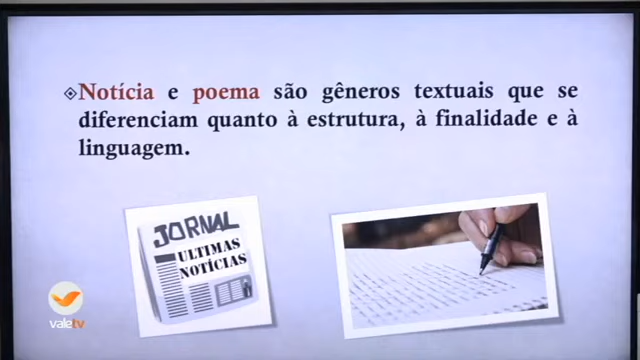 Notícia e poema são gêneros textuais que se
diferenciam quanto à estrutura, à finalidade e à
linguagem.
JORNAL
ULTIMAS
NOTÍCIAS
valetv